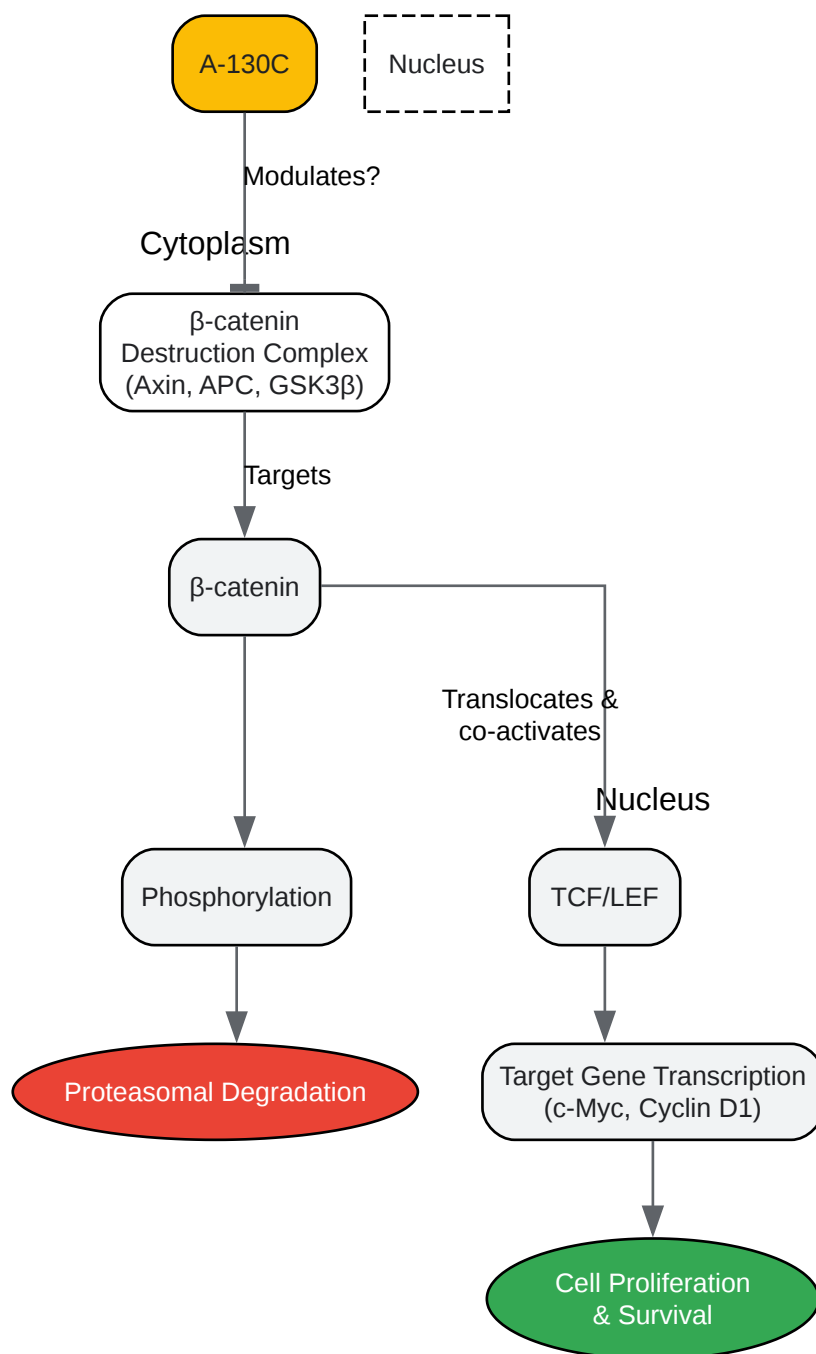 A-130C
Nucleus
Modulates?
Cytoplasm
β-catenin
Destruction Complex
(Axin, APC, GSK3β)
Targets
β-catenin
Translocates &
co-activates
Nucleus
Phosphorylation
TCF/LEF
Proteasomal Degradation
Target Gene Transcription
(c-Myc, Cyclin D1)
Cell Proliferation
& Survival